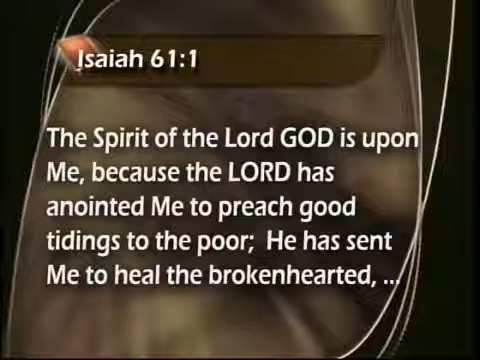 Isaiah 61:1
The Spirit of the Lord GOD is upon
Me, because the LORD has
anointed Me to preach good
tidings to the poor;  He has sent
Me to heal the brokenhearted, ...